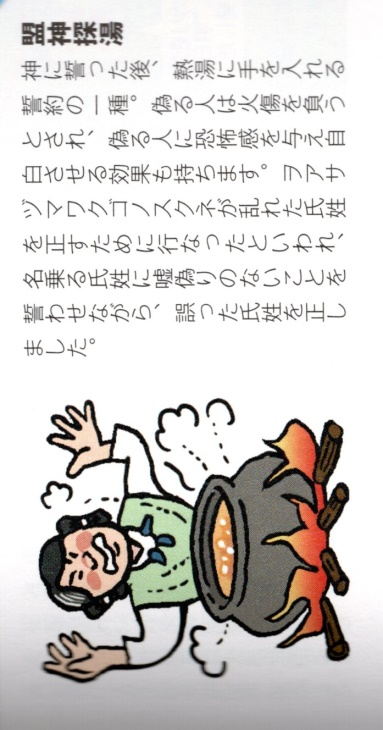 盟神探湯
神に誓った後、熱湯に手を入れる
誓約の一種。偽る人は火傷を負う
とされ、偽る人に恐怖感を与え自
白させる効果も持ちます。ヲアサ
ヅマワクゴノスクネが乱れた氏姓
を正すために行なったといわれ、
名乗る氏姓に嘘偽りのないことを
誓わせながら、誤った氏姓を正し
ました。